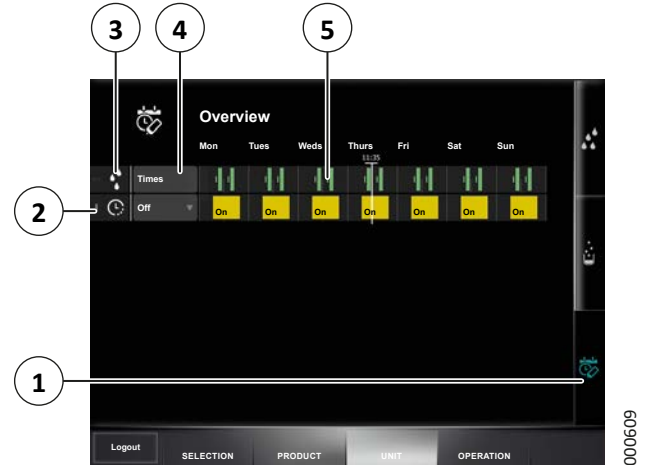 3 4 5
Overview
Mon Tues Weds Thurs Fri Sat Sun
11:35
Times
2
Off On On On On On On On
1
Logout SELECTION PRODUCT UNIT OPERATION
000609